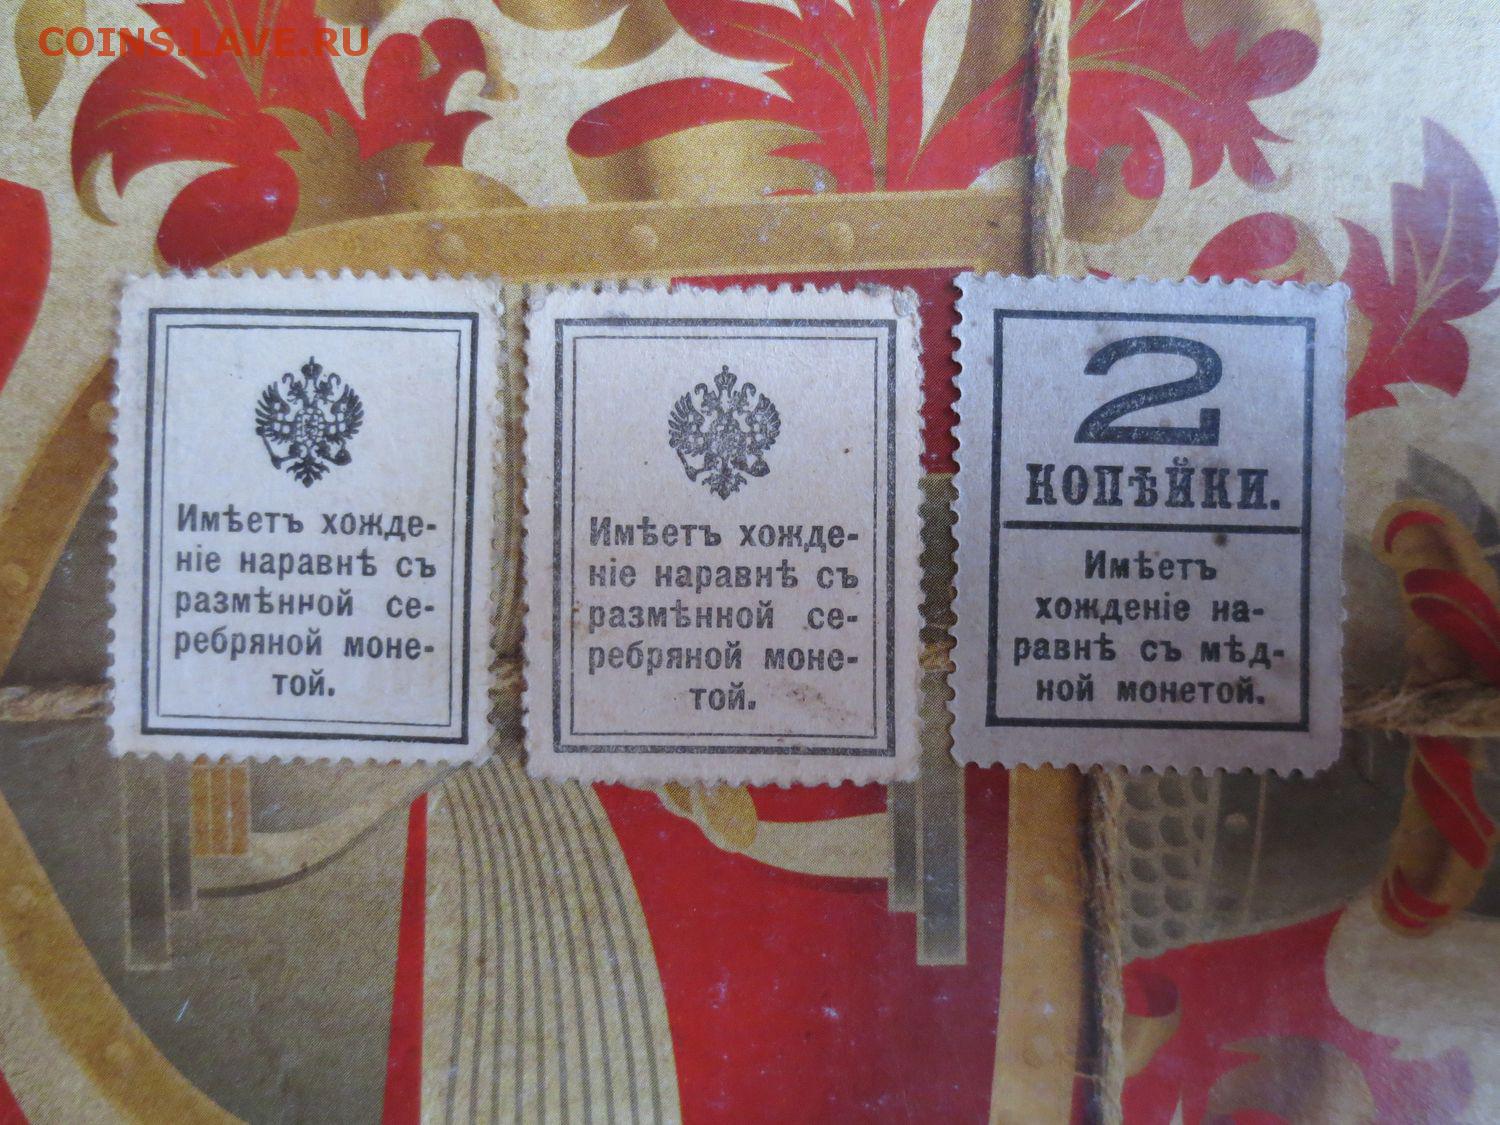 COINS.LAVE.RU
Имѣетъ хожде-
ніе наравнѣ съ
размѣнной се-
ребряной моне-
той.
Имѣетъ хожде-
ніе наравнѣ съ
размѣнной се-
ребряной моне-
той.
2
КОПѢЙКИ.
Имѣетъ
хожденіе на-
равнѣ съ мѣд-
ной монетой.